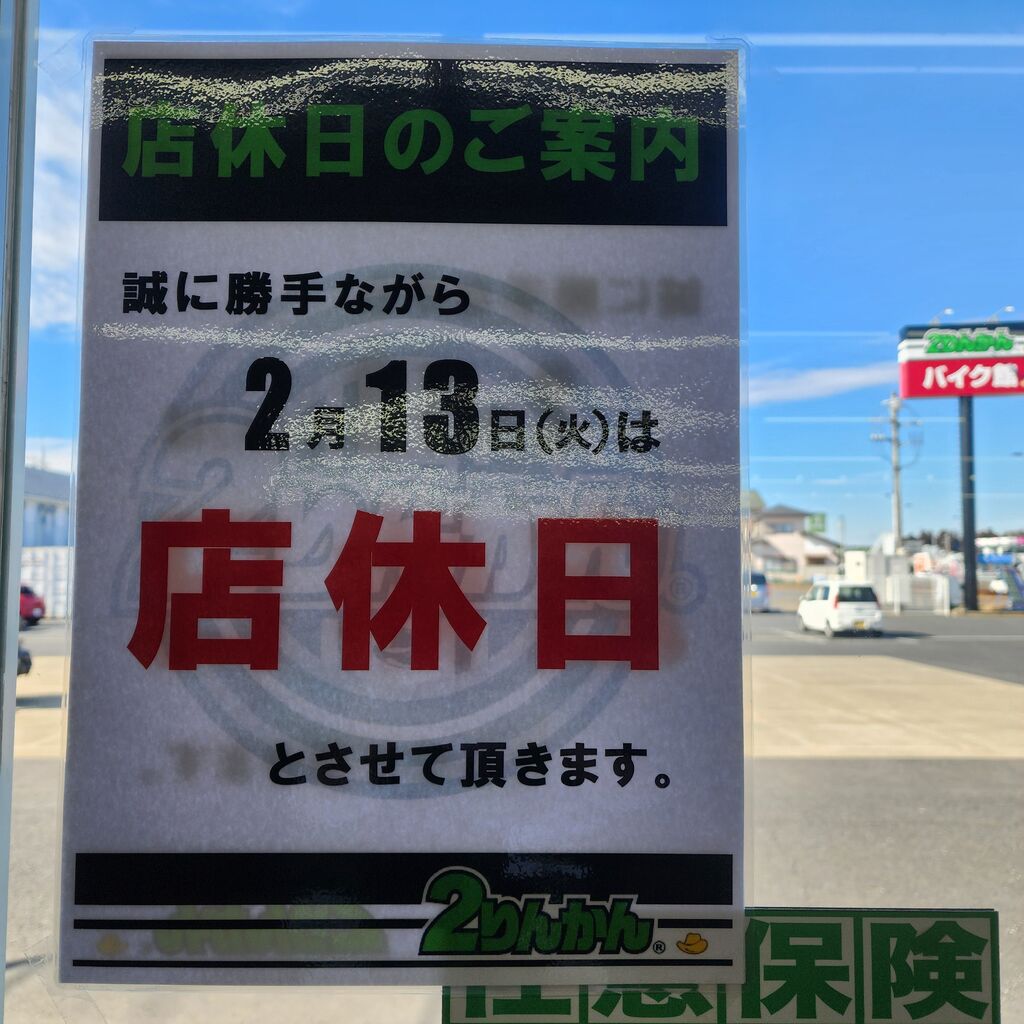 店休日のご案内
誠に勝手ながら
2月13日(火)は
店休日
とさせて頂きます。
2りんかん®
2りんかん
バイク館
任意保険